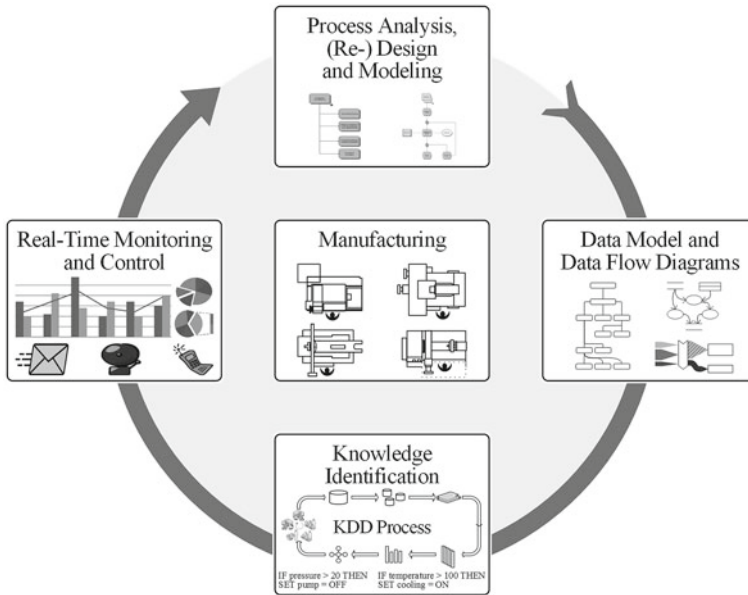 Process Analysis,
(Re-) Design
and Modeling
Real-Time Monitoring
and Control
Manufacturing
Data Model and
Data Flow Diagrams
Knowledge
Identification
KDD Process
IF pressure > 20 THEN
SET pump = OFF
IF temperature > 100 THEN
SET cooling = ON